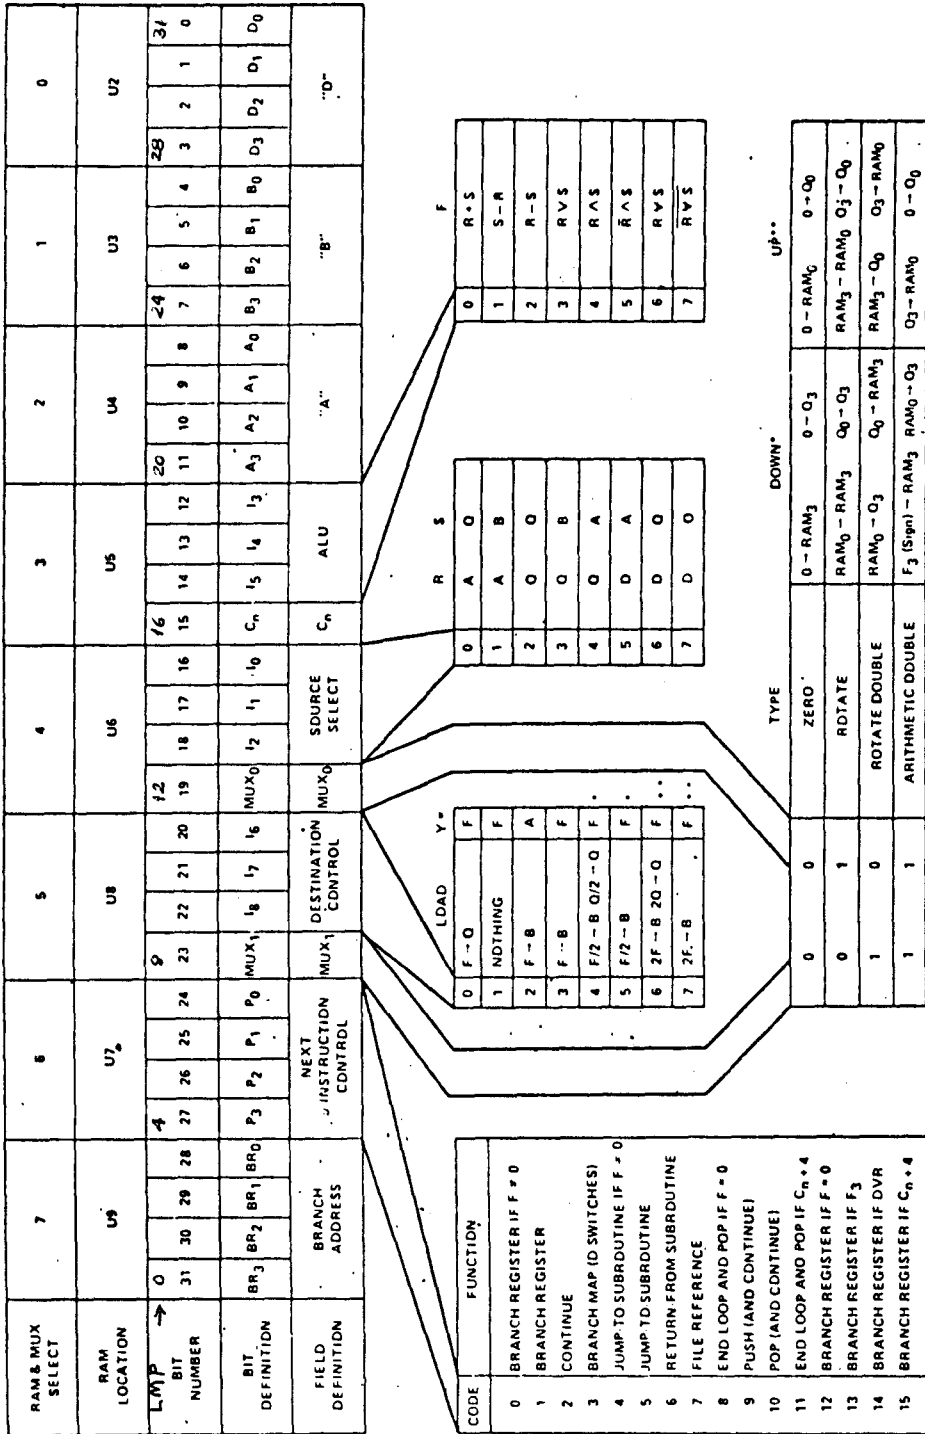 RAM & MUX SELECT 7 6 5 4 3 2 1 0
RAM LOCATION U9 U7 U8 U6 U5 U4 U3 U2
LMP → 0 4 8 12 16 20 24 28 31
BIT NUMBER 31 30 29 28 27 26 25 24 23 22 21 20 19 18 17 16 15 14 13 12 11 10 9 8 7 6 5 4 3 2 1 0
BIT DEFINITION BR3 BR2 BR1 BR0 P3 P2 P1 P0 MUX1 I8 I7 I6 MUX0 I2 I1 I0 Cn I5 I4 I3 A3 A2 A1 A0 B3 B2 B1 B0 D3 D2 D1 D0
FIELD DEFINITION BRANCH ADDRESS NEXT INSTRUCTION CONTROL MUX1 DESTINATION CONTROL MUX0 SOURCE SELECT Cn ALU "A" "B" "D"
CODE FUNCTION
0 BRANCH REGISTER IF F ≠ 0
1 BRANCH REGISTER
2 CONTINUE
3 BRANCH MAP (D SWITCHES)
4 JUMP-TO SUBROUTINE IF F ≠ 0
5 JUMP-TO SUBROUTINE
6 RETURN FROM SUBROUTINE
7 FILE REFERENCE
8 END LOOP AND POP IF F = 0
9 PUSH (AND CONTINUE)
10 POP (AND CONTINUE)
11 END LOOP AND POP IF Cn + 4
12 BRANCH REGISTER IF F = 0
13 BRANCH REGISTER IF F3
14 BRANCH REGISTER IF OVR
15 BRANCH REGISTER IF Cn + 4
LOAD Y =
0 F → Q F
1 NOTHING F
2 F → B A
3 F → B F
4 F/2 → B Q/2 → Q F *
5 F/2 → B F *
6 2F → B 2Q → Q F **
7 2F → B F **
R S
0 A Q
1 A B
2 O Q
3 O B
4 O A
5 D A
6 D Q
7 D O
F
0 R + S
1 S − R
2 R − S
3 R ∨ S
4 R ∧ S
5 R̅ ∧ S
6 R ∀ S
7 R̅ ∀̅ S̅
TYPE DOWN* UP**
0 0 ZERO 0 → RAM3 0 → Q3 0 → RAM0 0 → Q0
0 1 ROTATE RAM0 → RAM3 Q0 → Q3 RAM3 → RAM0 Q3 → Q0
1 0 ROTATE DOUBLE RAM0 → Q3 Q0 → RAM3 RAM3 → Q0 Q3 → RAM0
1 1 ARITHMETIC DOUBLE F3 (Sign) → RAM3 RAM0 → Q3 Q3 → RAM0 0 → Q0